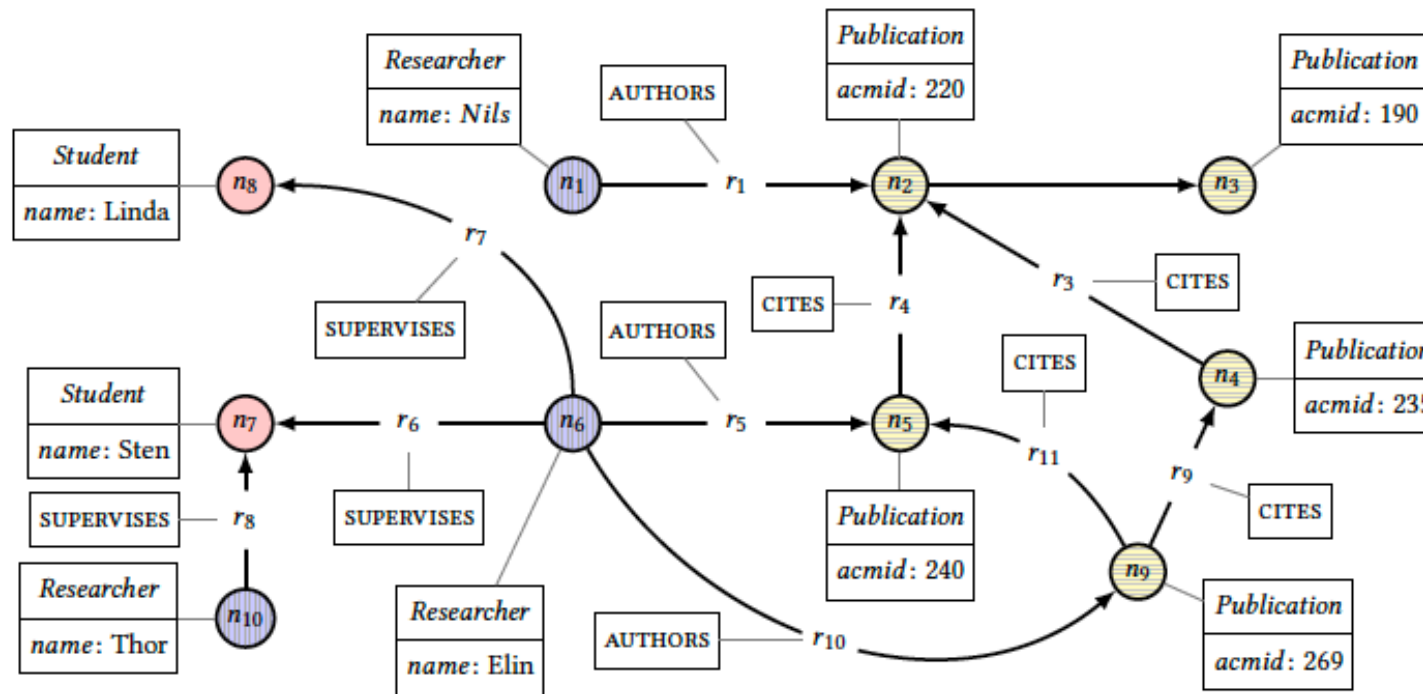 Researcher
name: Nils
AUTHORS
Publication
acmid: 220
Publication
acmid: 190
Student
name: Linda
n8
n1
r1
n2
n3
r7
SUPERVISES
AUTHORS
CITES
r4
r3
CITES
CITES
n4
Publication
acmid: 235
Student
name: Sten
n7
r6
n6
r5
n5
r11
r9
CITES
SUPERVISES
r8
SUPERVISES
Publication
acmid: 240
n9
Publication
acmid: 269
Researcher
name: Thor
n10
Researcher
name: Elin
AUTHORS
r10